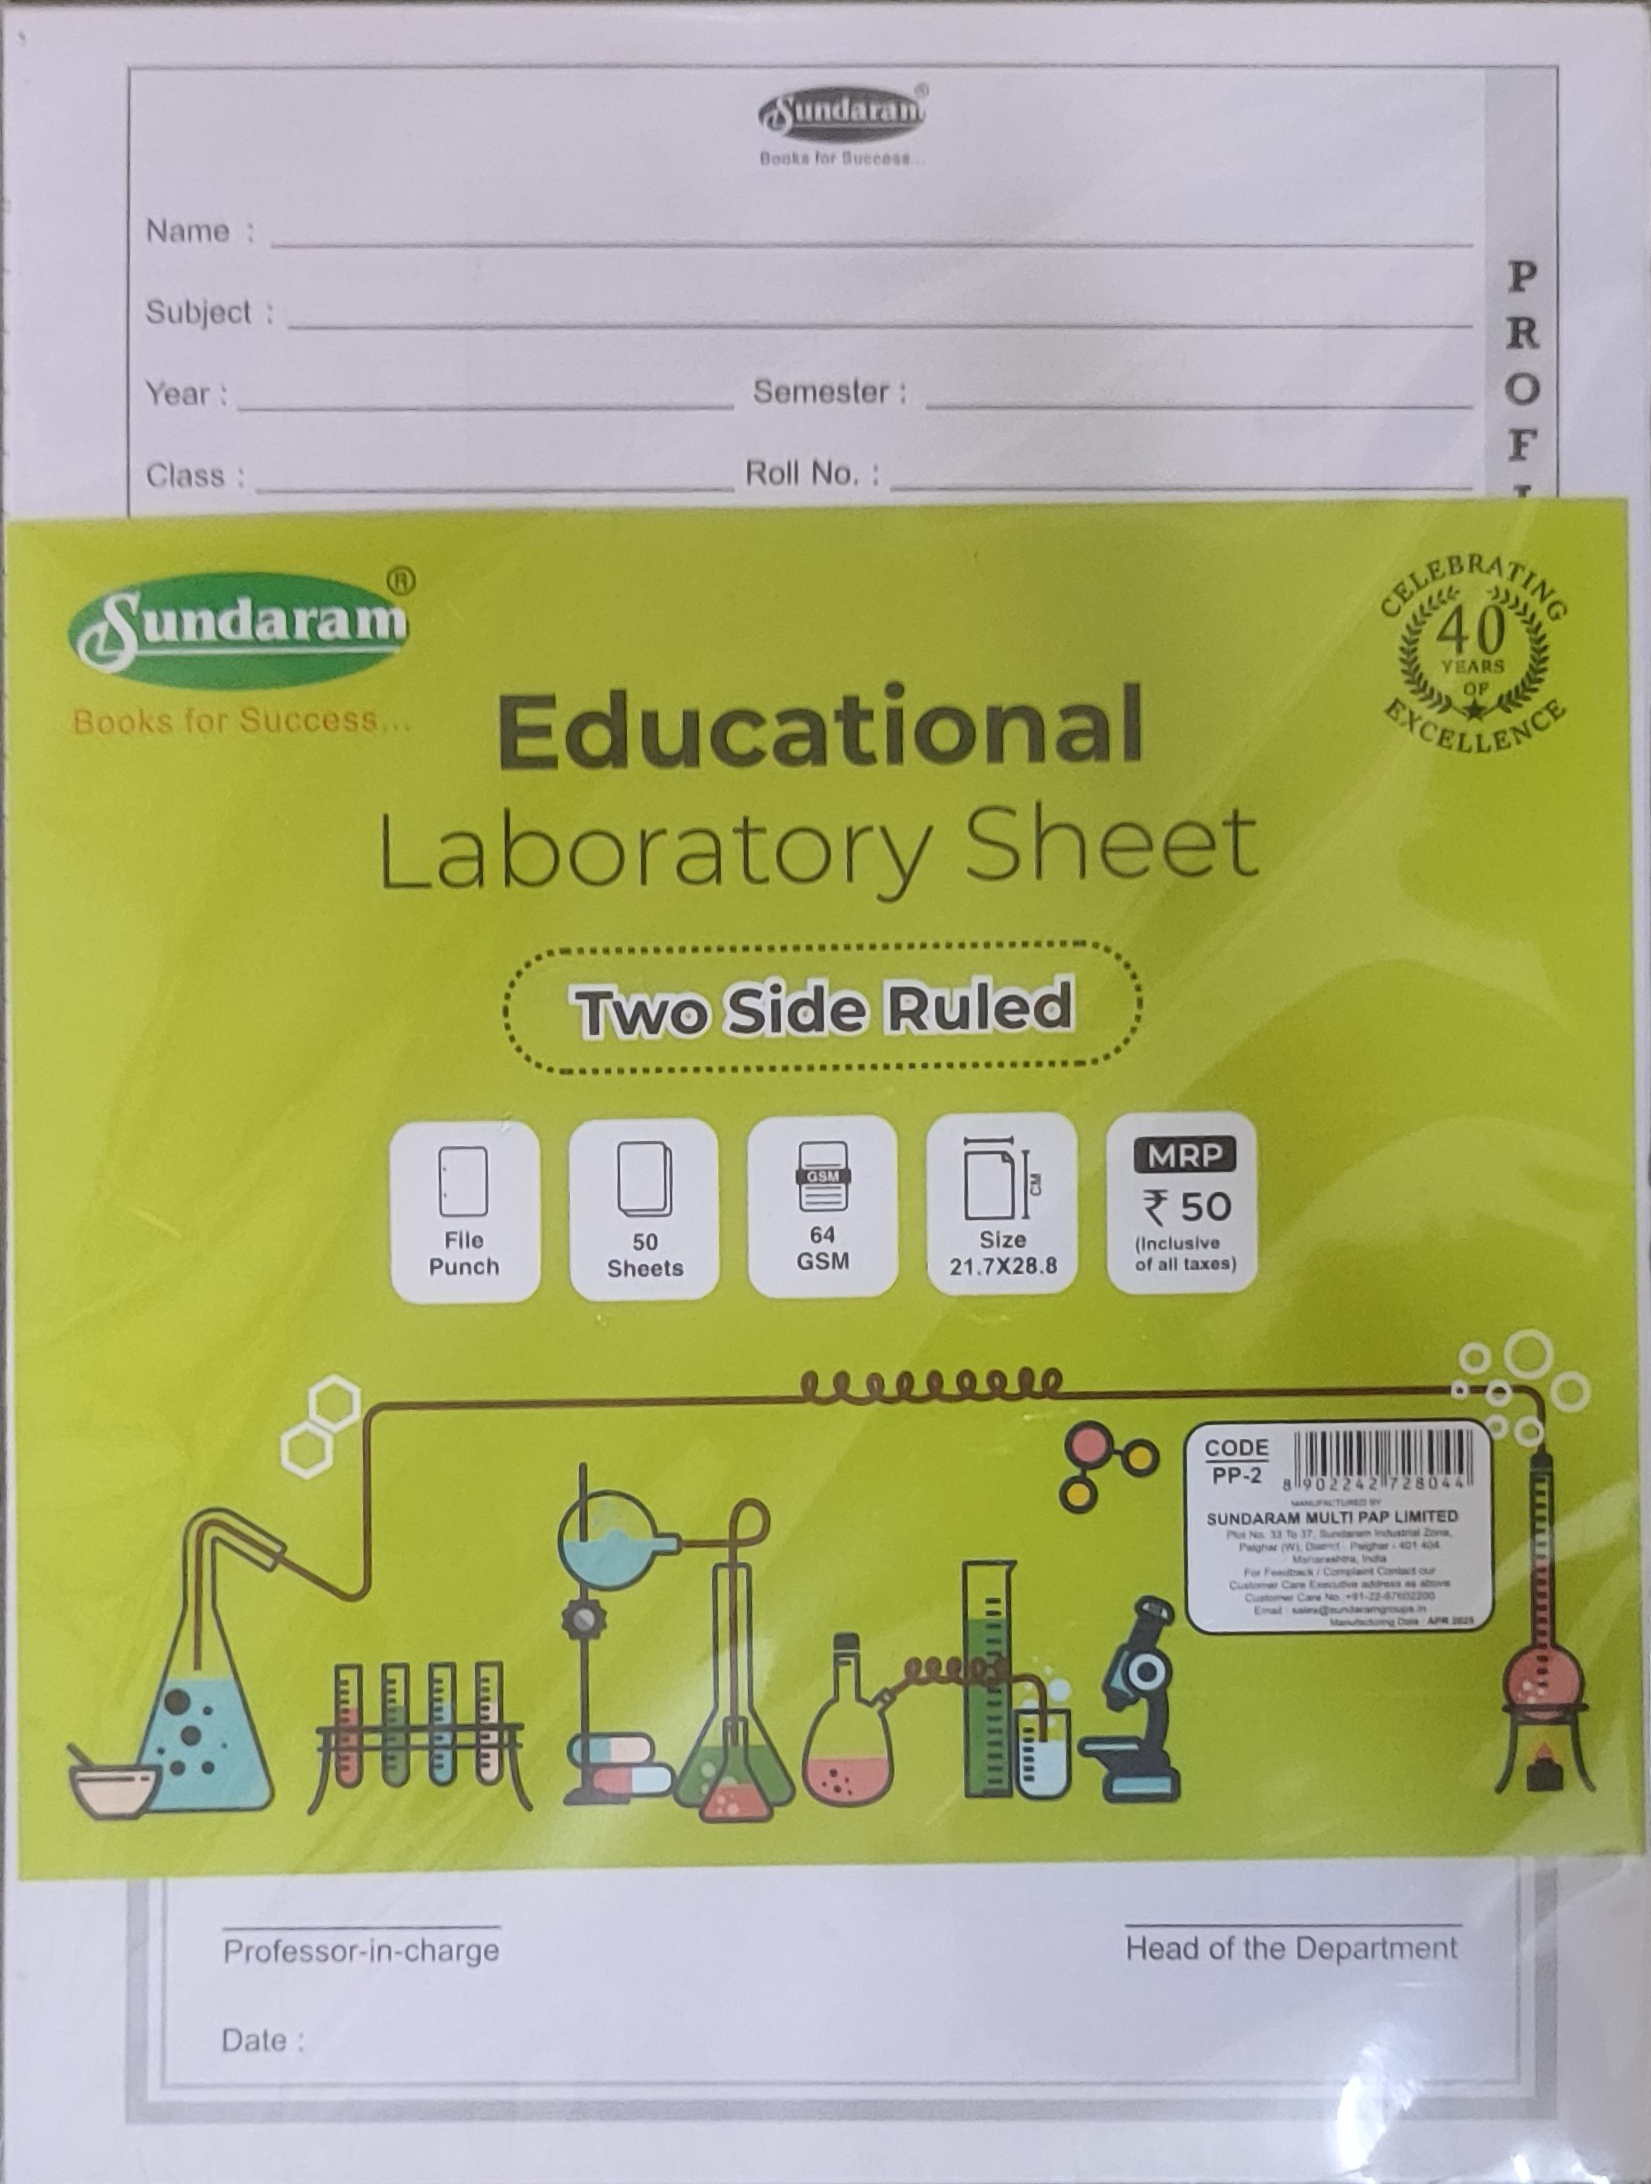 Sundaram®
Books for Success...
Name :
Subject :
Year : Semester :
Class : Roll No. :
P
R
O
F
Sundaram®
Books for Success...
CELEBRATING
40
YEARS
OF
EXCELLENCE
Educational
Laboratory Sheet
Two Side Ruled
File
Punch
50
Sheets
GSM
64
GSM
CM
Size
21.7X28.8
MRP
₹ 50
(Inclusive
of all taxes)
CODE
PP-2
8 902242 728044
MANUFACTURED BY
SUNDARAM MULTI PAP LIMITED
Plot No. 33 To 37, Sundaram Industrial Zone,
Palghar (W), District - Palghar - 401 404.
Maharashtra, India
For Feedback / Complaint Contact our
Customer Care Executive address as above
Customer Care No. +91-22-67602200
Email : sales@sundaramgroups.in
Manufacturing Date : APR 2025
Professor-in-charge
Head of the Department
Date :